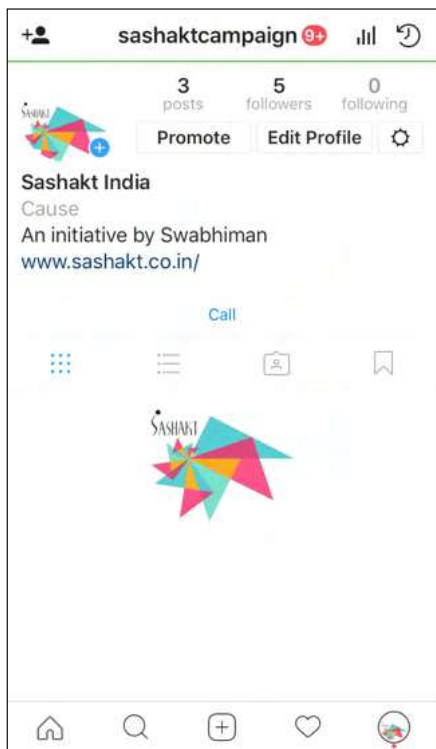 sashaktcampaign 9+
3 5 0
posts followers following
SASHAKT
Promote Edit Profile
Sashakt India
Cause
An initiative by Swabhiman
www.sashakt.co.in/
Call
SASHAKT